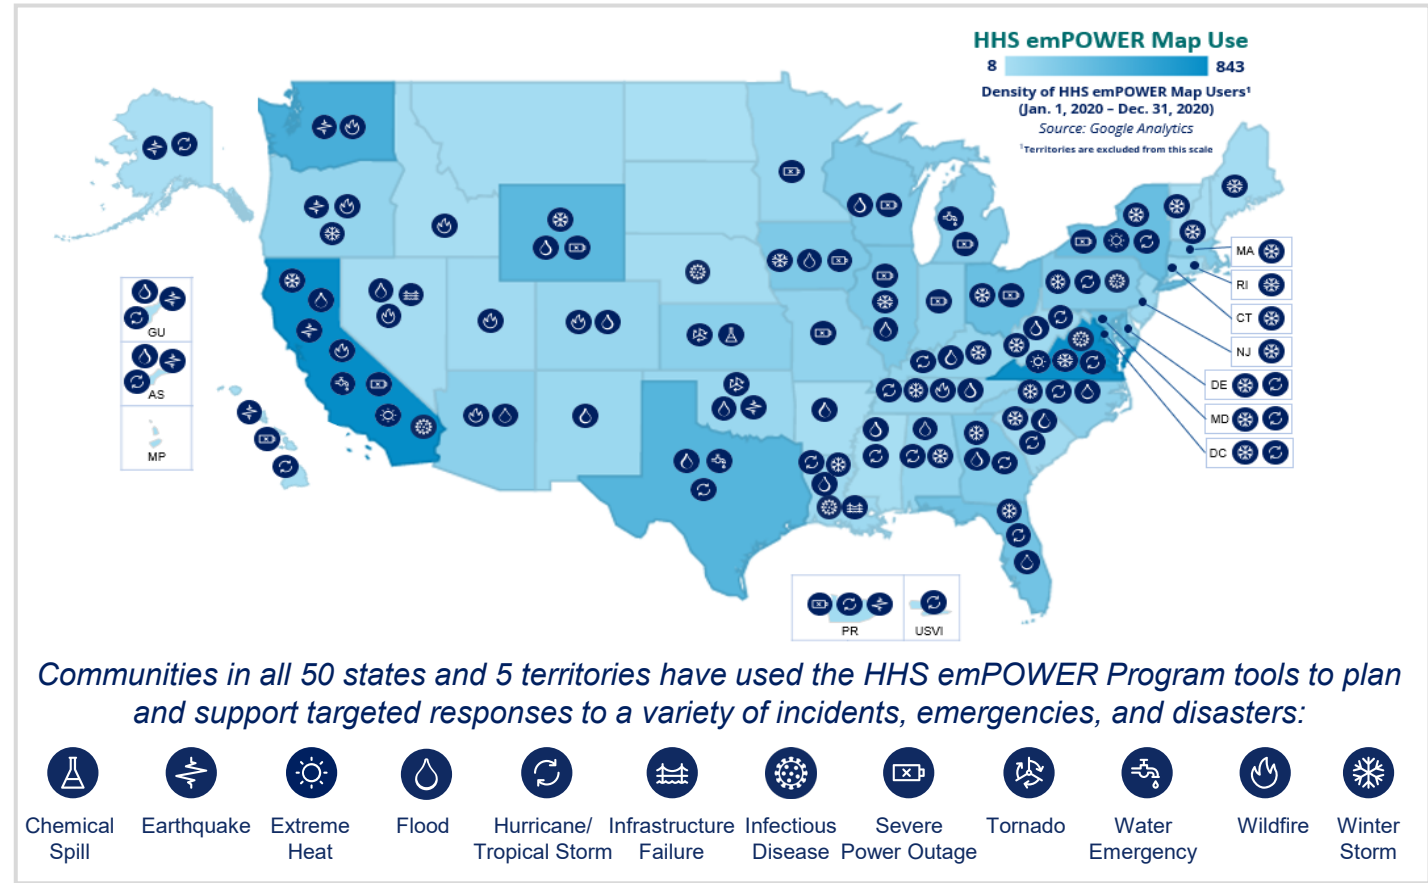 HHS emPOWER Map Use
8 843
Density of HHS emPOWER Map Users¹
(Jan. 1, 2020 – Dec. 31, 2020)
Source: Google Analytics
¹Territories are excluded from this scale
MA
RI
CT
NJ
DE
MD
DC
GU
AS
MP
PR
USVI
Communities in all 50 states and 5 territories have used the HHS emPOWER Program tools to plan
and support targeted responses to a variety of incidents, emergencies, and disasters:
Chemical
Spill
Earthquake
Extreme
Heat
Flood
Hurricane/
Tropical Storm
Infrastructure
Failure
Infectious
Disease
Severe
Power Outage
Tornado
Water
Emergency
Wildfire
Winter
Storm